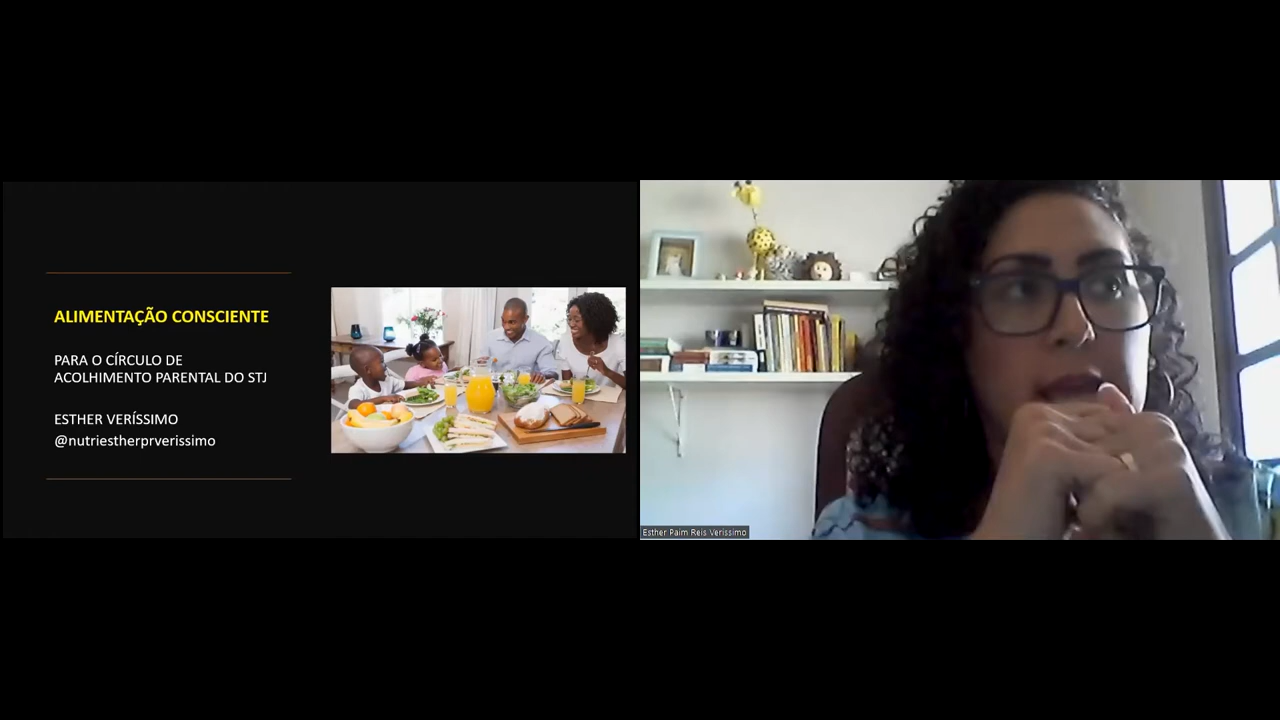 ALIMENTAÇÃO CONSCIENTE
PARA O CÍRCULO DE
ACOLHIMENTO PARENTAL DO STJ
ESTHER VERÍSSIMO
@nutriestherprverissimo
Esther Paim Reis Verissimo